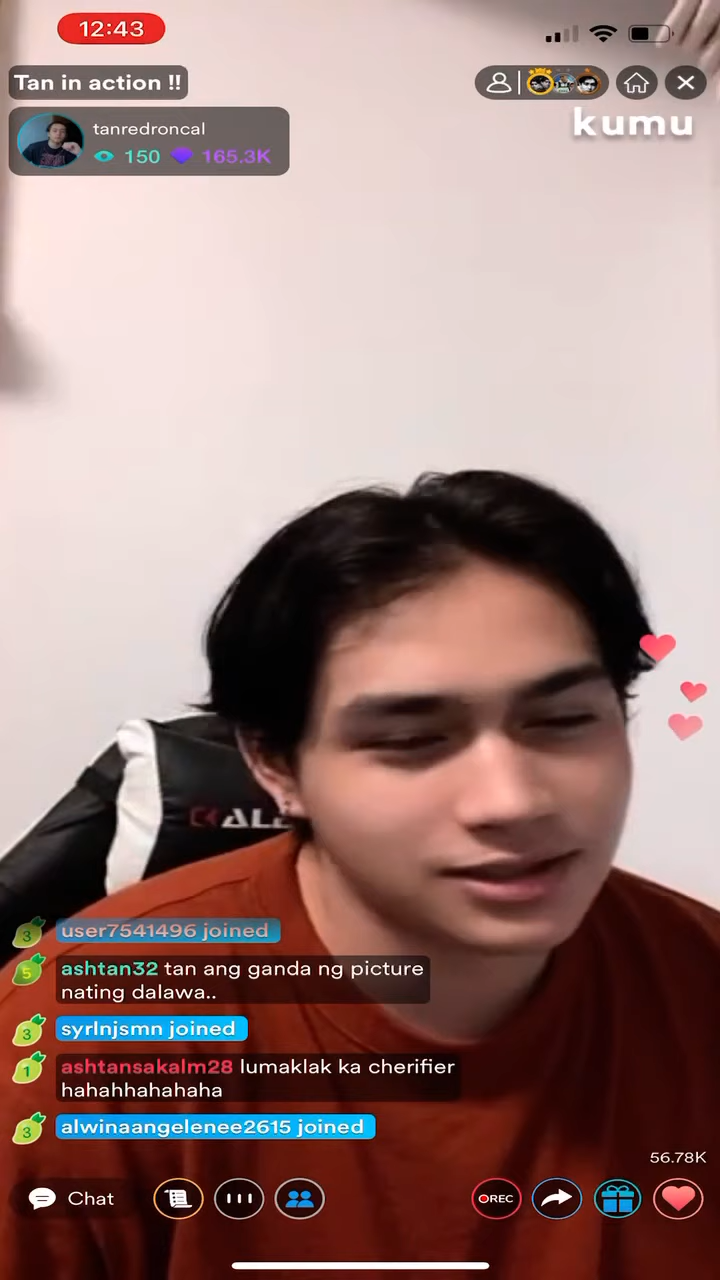 12:43
Tan in action !!
kumu
tanredroncal
150 165.3K
user7541496 joined
3
ashtan32 tan ang ganda ng picture
5
nating dalawa..
syrlnjsmn joined
3
ashtansakalm28 lumaklak ka cherifier
1
hahahhahahaha
alwinaangelenee2615 joined
3
56.78K
Chat
REC